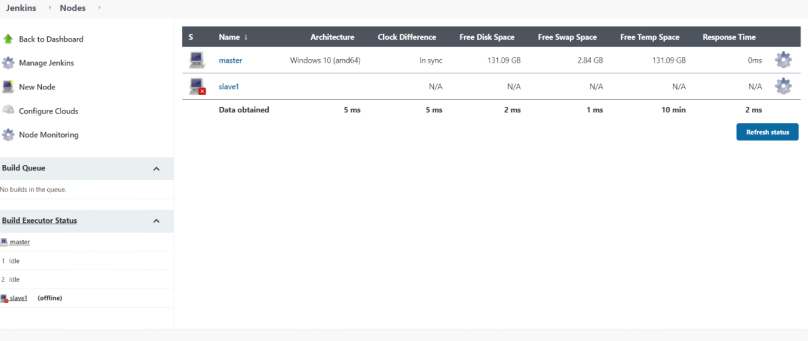 Jenkins › Nodes ›
Back to Dashboard
Manage Jenkins
New Node
Configure Clouds
Node Monitoring
Build Queue
No builds in the queue.
Build Executor Status
master
1 Idle
2 Idle
slave1 (offline)
S Name ↓ Architecture Clock Difference Free Disk Space Free Swap Space Free Temp Space Response Time
master Windows 10 (amd64) In sync 131.09 GB 2.84 GB 131.09 GB 0ms
slave1 N/A N/A N/A N/A N/A
Data obtained 5 ms 5 ms 2 ms 1 ms 10 min 2 ms
Refresh status